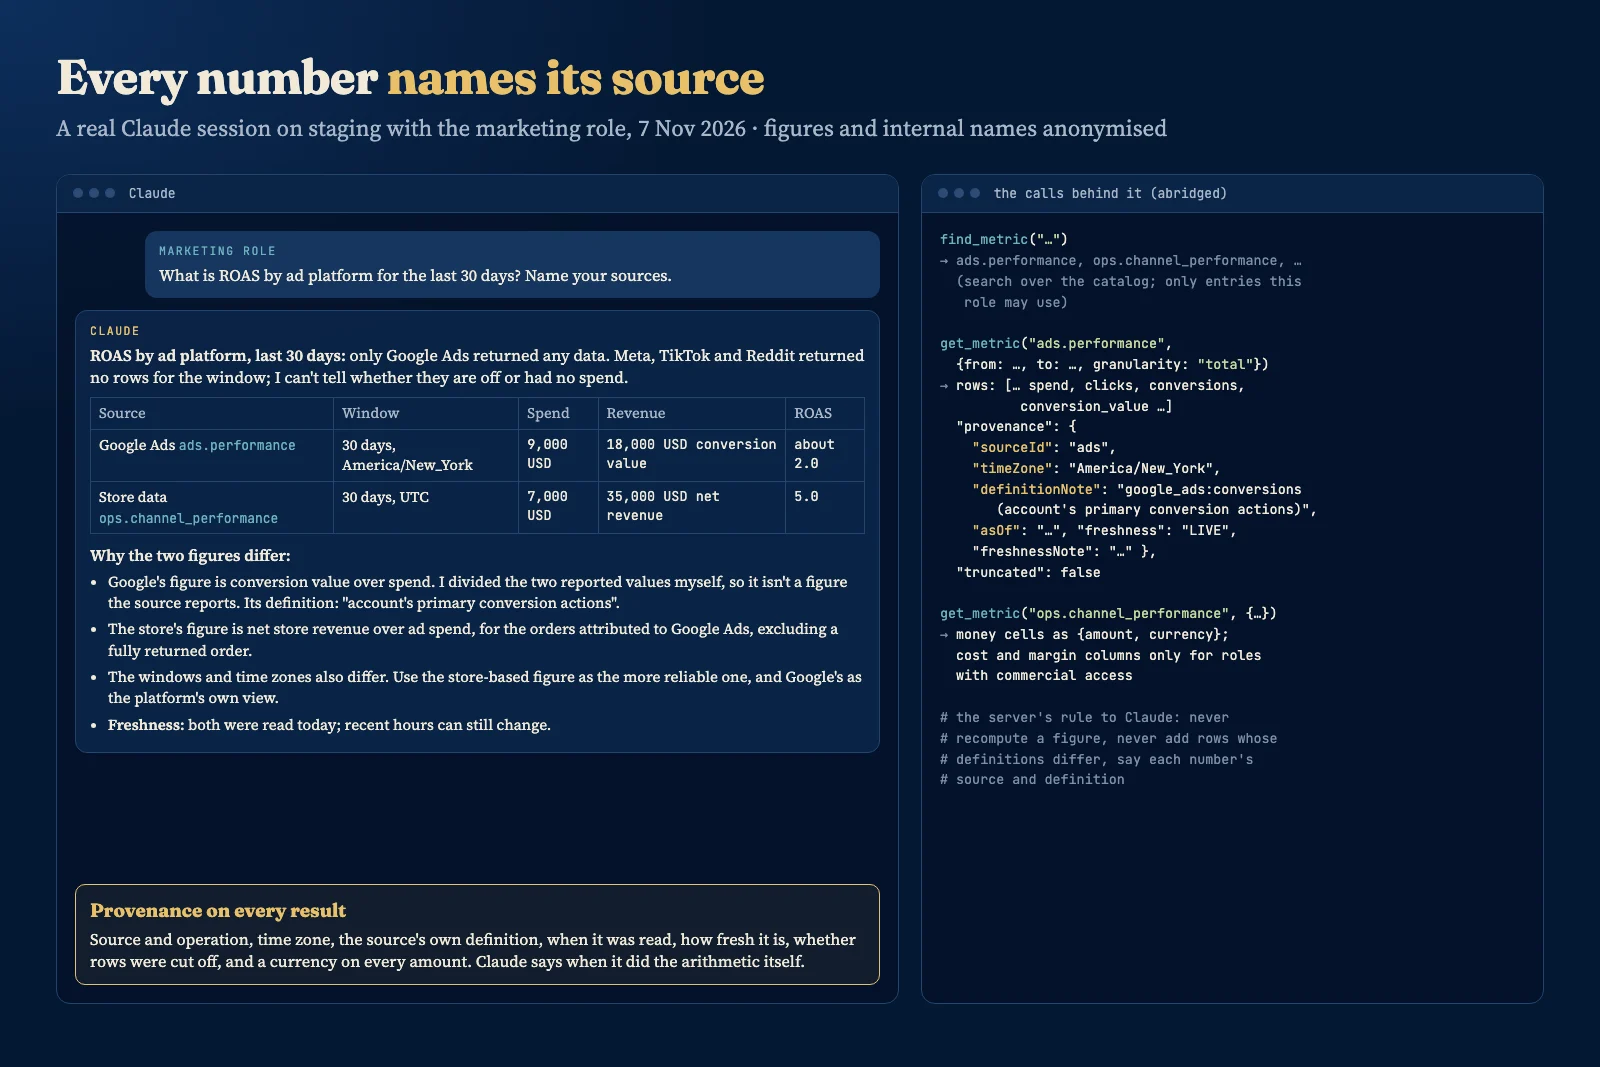 Every number names its source
A real Claude session on staging with the marketing role, 7 Nov 2026 · figures and internal names anonymised
Claude
MARKETING ROLE
What is ROAS by ad platform for the last 30 days? Name your sources.
CLAUDE
ROAS by ad platform, last 30 days: only Google Ads returned any data. Meta, TikTok and Reddit returned
no rows for the window; I can't tell whether they are off or had no spend.
Source Window Spend Revenue ROAS
Google Ads ads.performance 30 days, 9,000 18,000 USD conversion about
America/New_York USD value 2.0
Store data 30 days, UTC 7,000 35,000 USD net 5.0
ops.channel_performance USD revenue
Why the two figures differ:
• Google's figure is conversion value over spend. I divided the two reported values myself, so it isn't a figure
the source reports. Its definition: "account's primary conversion actions".
• The store's figure is net store revenue over ad spend, for the orders attributed to Google Ads, excluding a
fully returned order.
• The windows and time zones also differ. Use the store-based figure as the more reliable one, and Google's as
the platform's own view.
• Freshness: both were read today; recent hours can still change.
Provenance on every result
Source and operation, time zone, the source's own definition, when it was read, how fresh it is, whether
rows were cut off, and a currency on every amount. Claude says when it did the arithmetic itself.
the calls behind it (abridged)
find_metric("…")
→ ads.performance, ops.channel_performance, …
(search over the catalog; only entries this
role may use)
get_metric("ads.performance",
{from: …, to: …, granularity: "total"})
→ rows: [… spend, clicks, conversions,
conversion_value …]
"provenance": {
"sourceId": "ads",
"timeZone": "America/New_York",
"definitionNote": "google_ads:conversions
(account's primary conversion actions)",
"asOf": "…", "freshness": "LIVE",
"freshnessNote": "…" },
"truncated": false
get_metric("ops.channel_performance", {…})
→ money cells as {amount, currency};
cost and margin columns only for roles
with commercial access
# the server's rule to Claude: never
# recompute a figure, never add rows whose
# definitions differ, say each number's
# source and definition